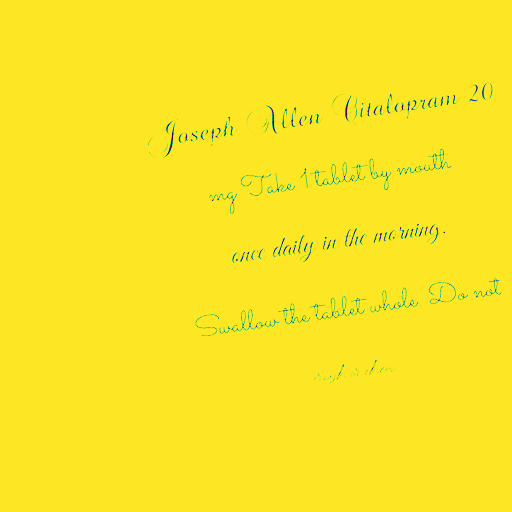 Joseph Allen Citalopram 20
mg Take 1 tablet by mouth
once daily in the morning.
Swallow the tablet whole. Do not